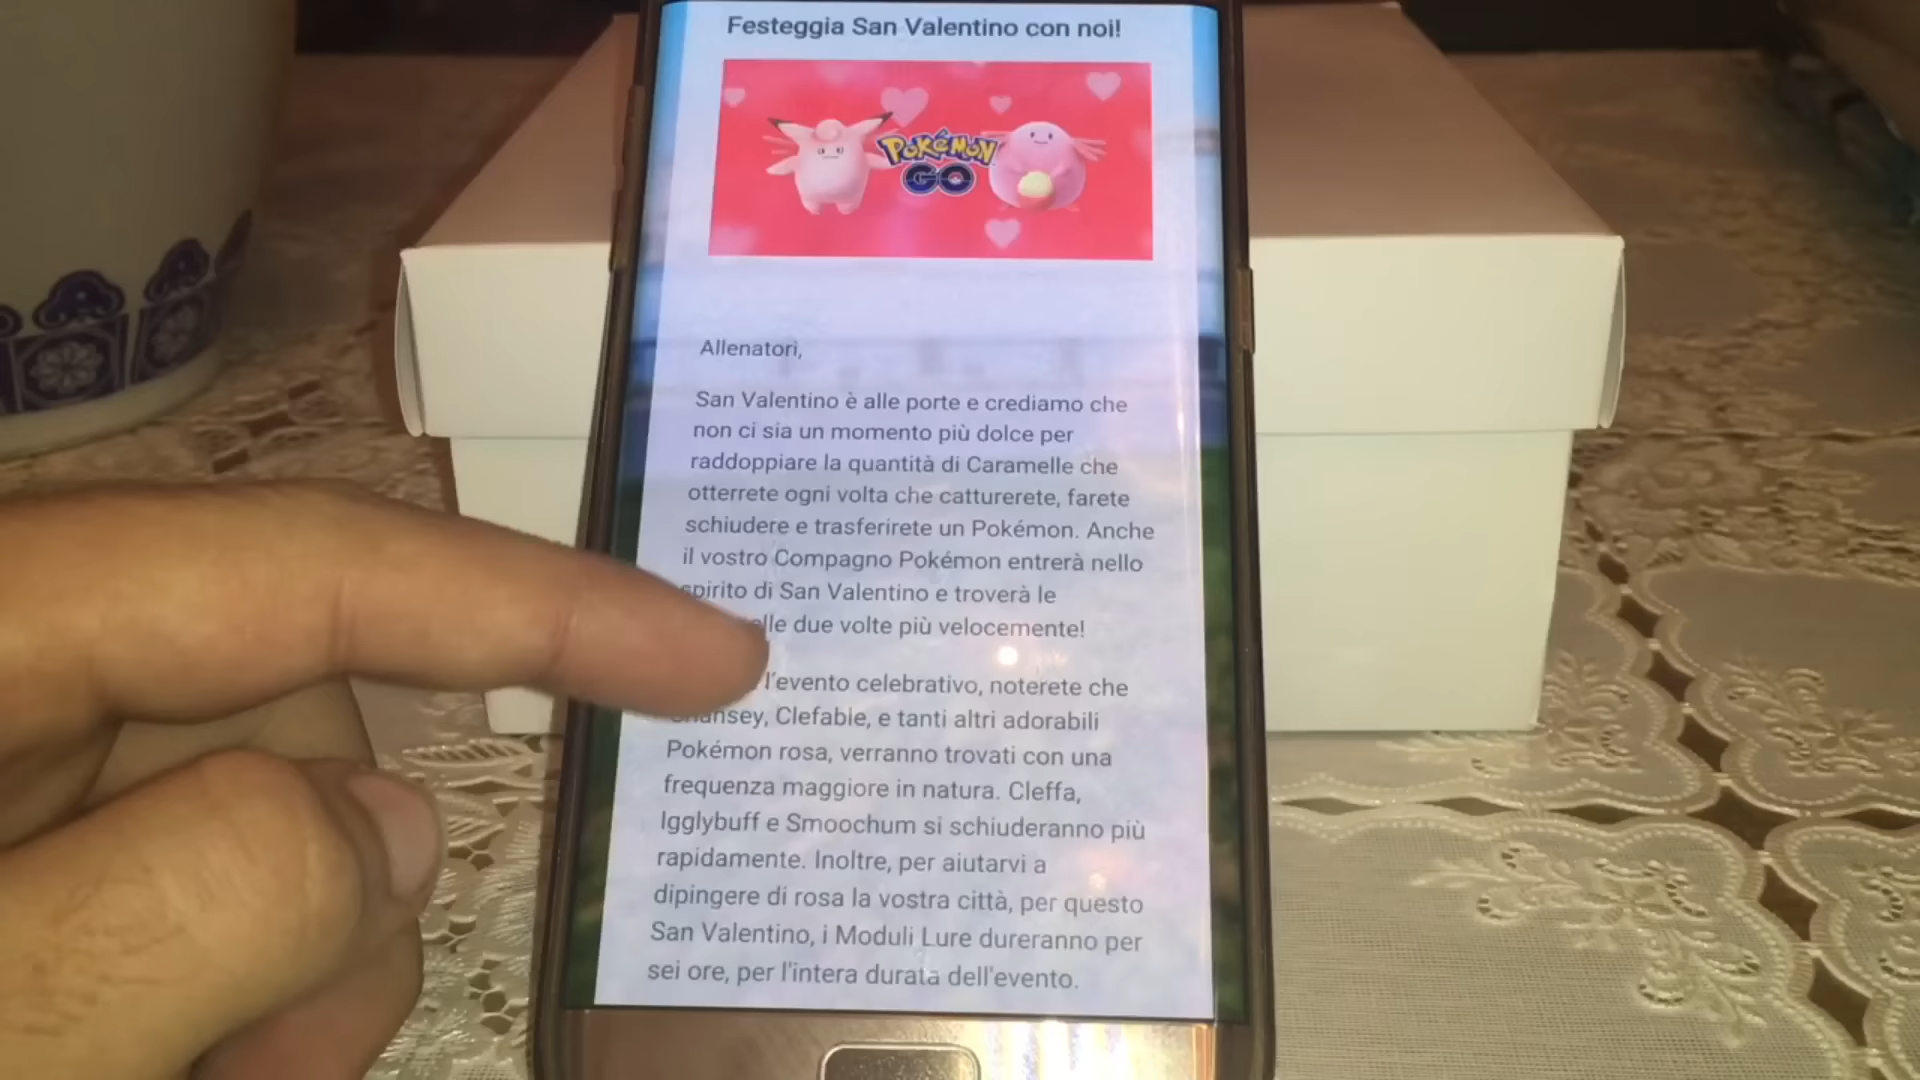 Festeggia San Valentino con noi!
POKÉMON
GO
Allenatori,
San Valentino è alle porte e crediamo che
non ci sia un momento più dolce per
raddoppiare la quantità di Caramelle che
otterrete ogni volta che catturerete, farete
schiudere e trasferirete un Pokémon. Anche
il vostro Compagno Pokémon entrerà nello
spirito di San Valentino e troverà le
due volte più velocemente!
l'evento celebrativo, noterete che
Chansey, Clefable, e tanti altri adorabili
Pokémon rosa, verranno trovati con una
frequenza maggiore in natura. Cleffa,
Igglybuff e Smoochum si schiuderanno più
rapidamente. Inoltre, per aiutarvi a
dipingere di rosa la vostra città, per questo
San Valentino, i Moduli Lure dureranno per
sei ore, per l'intera durata dell'evento.